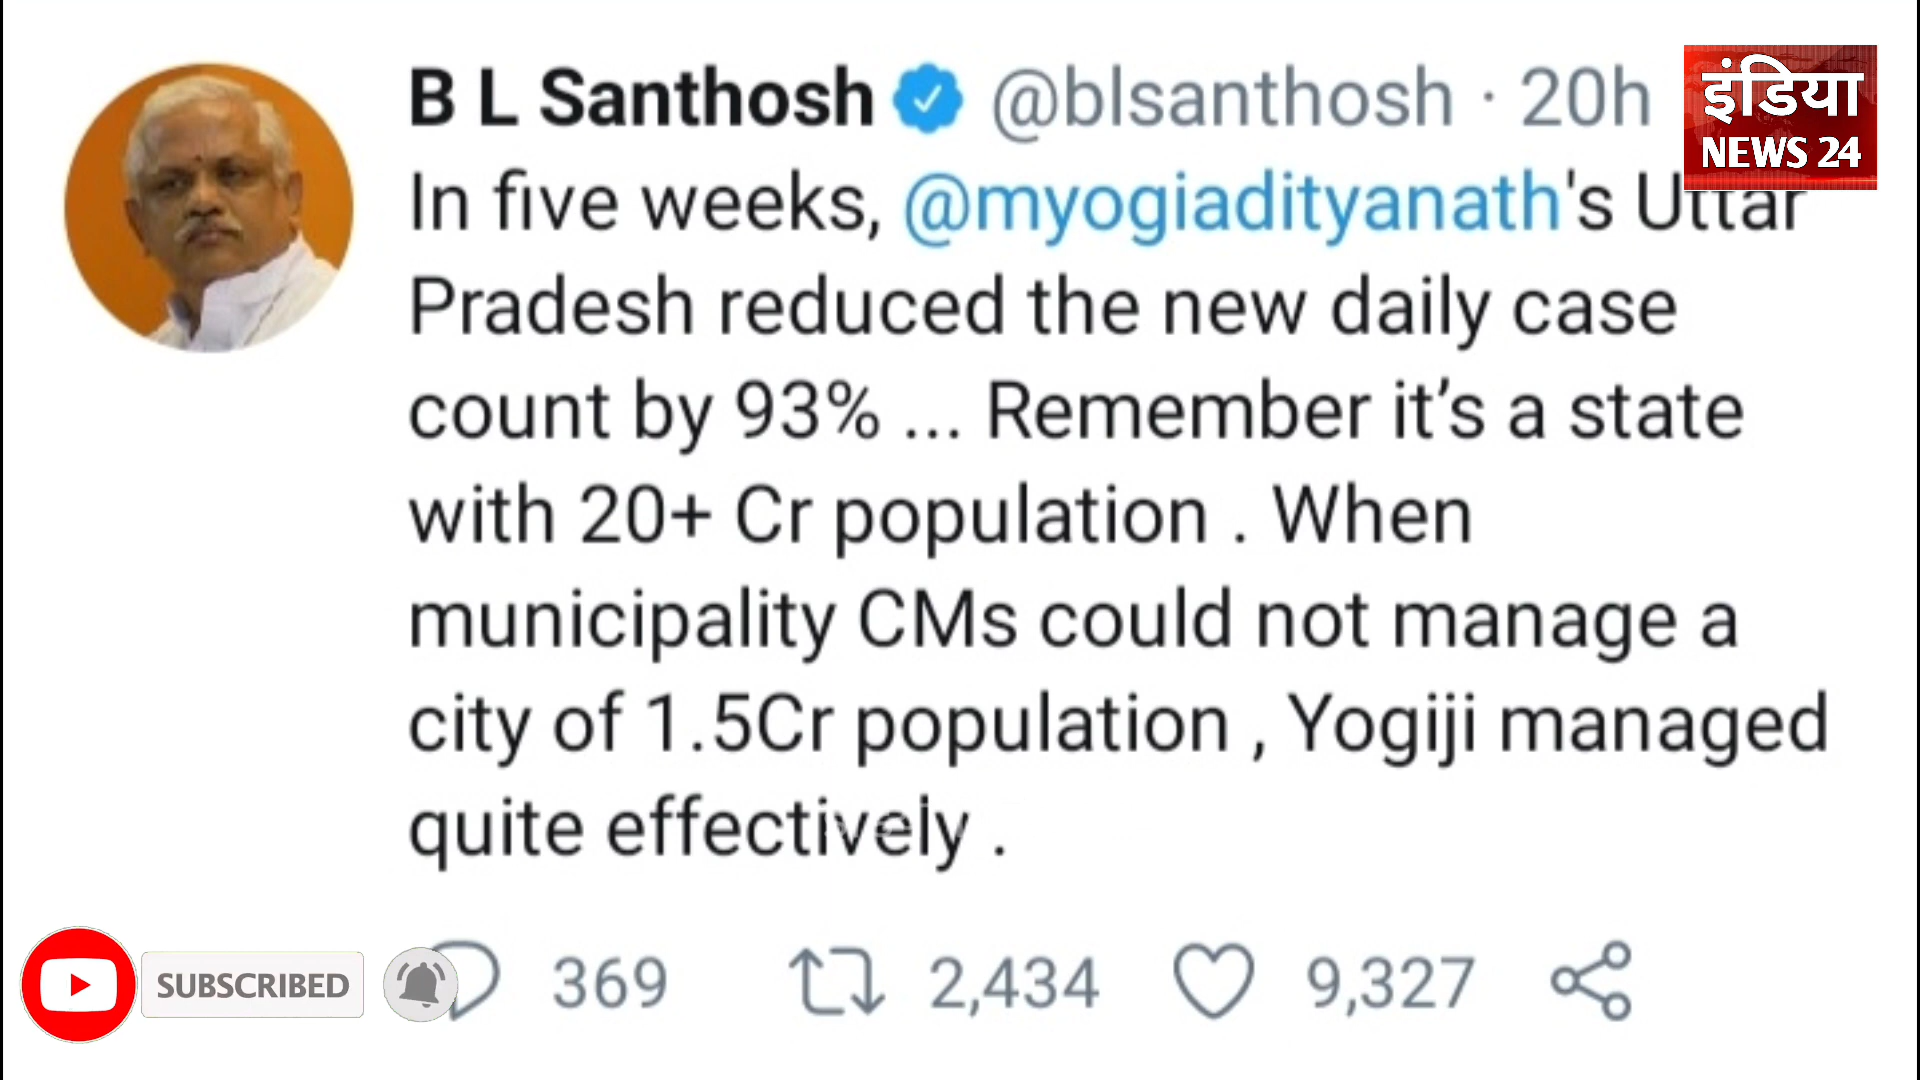 B L Santhosh @blsanthosh · 20h
इंडिया
NEWS 24
In five weeks, @myogiadityanath's Uttar
Pradesh reduced the new daily case
count by 93% ... Remember it’s a state
with 20+ Cr population . When
municipality CMs could not manage a
city of 1.5Cr population , Yogiji managed
quite effectively .
SUBSCRIBED
369 2,434 9,327